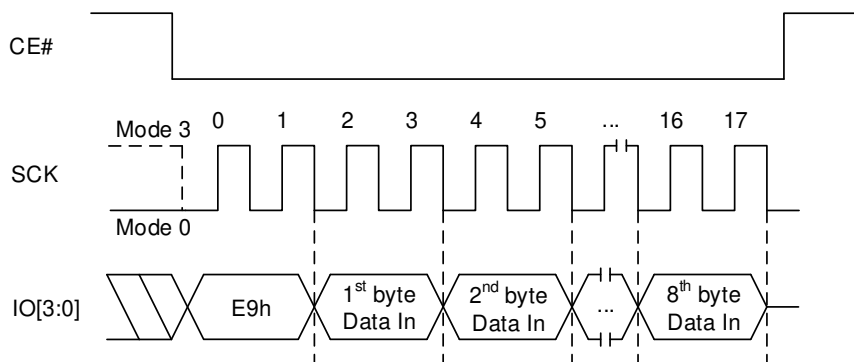 CE#
Mode 3
0 1 2 3 4 5 ... 16 17
SCK
Mode 0
IO[3:0]
E9h
1st byte
Data In
2nd byte
Data In
...
8th byte
Data In